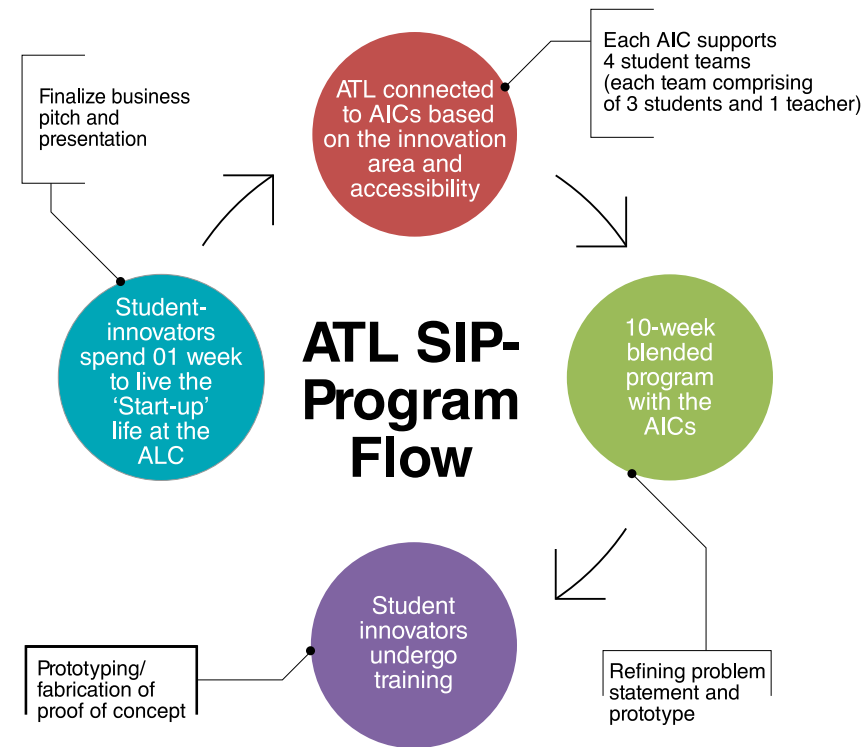 Finalize business
pitch and
presentation
ATL connected
to AICs based
on the innovation
area and
accessibility
Each AIC supports
4 student teams
(each team comprising
of 3 students and 1 teacher)
Student-
innovators
spend 01 week
to live the
‘Start-up’
life at the
ALC
ATL SIP-
Program
Flow
10-week
blended
program
with the
AICs
Student
innovators
undergo
training
Prototyping/
fabrication of
proof of concept
Refining problem
statement and
prototype